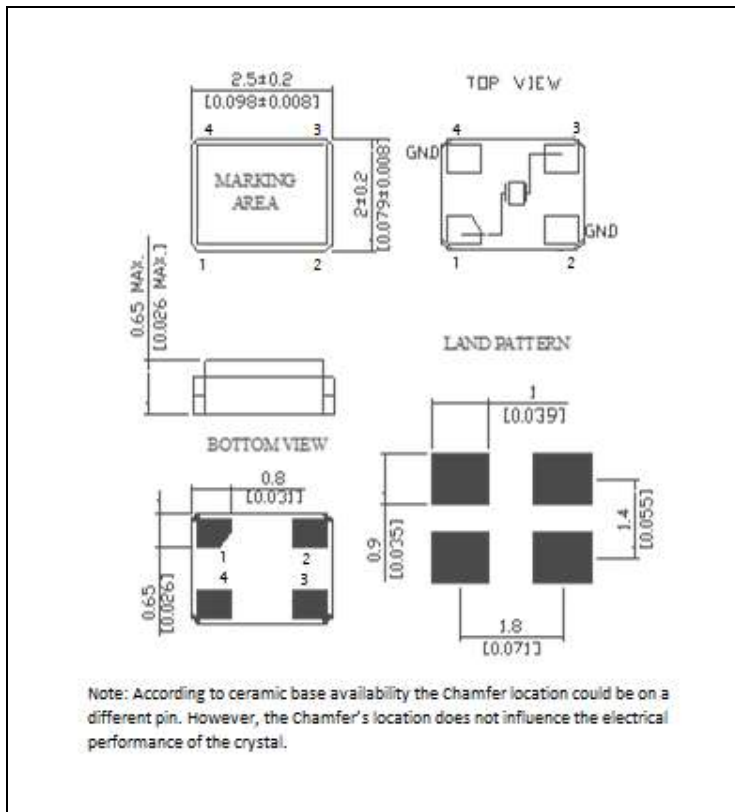 2.5±0.2
[0.098±0.008]
TOP VIEW
4 3
MARKING
AREA
2±0.2
[0.079±0.008]
1 2
4 3
GND
GND
1 2
0.65 MAX.
[0.026 MAX.]
LAND PATTERN
1
[0.039]
BOTTOM VIEW
0.8
[0.031]
1 2
4 3
0.65
[0.026]
0.9
[0.035]
1.4
[0.055]
1.8
[0.071]
Note: According to ceramic base availability the Chamfer location could be on a
different pin. However, the Chamfer's location does not influence the electrical
performance of the crystal.